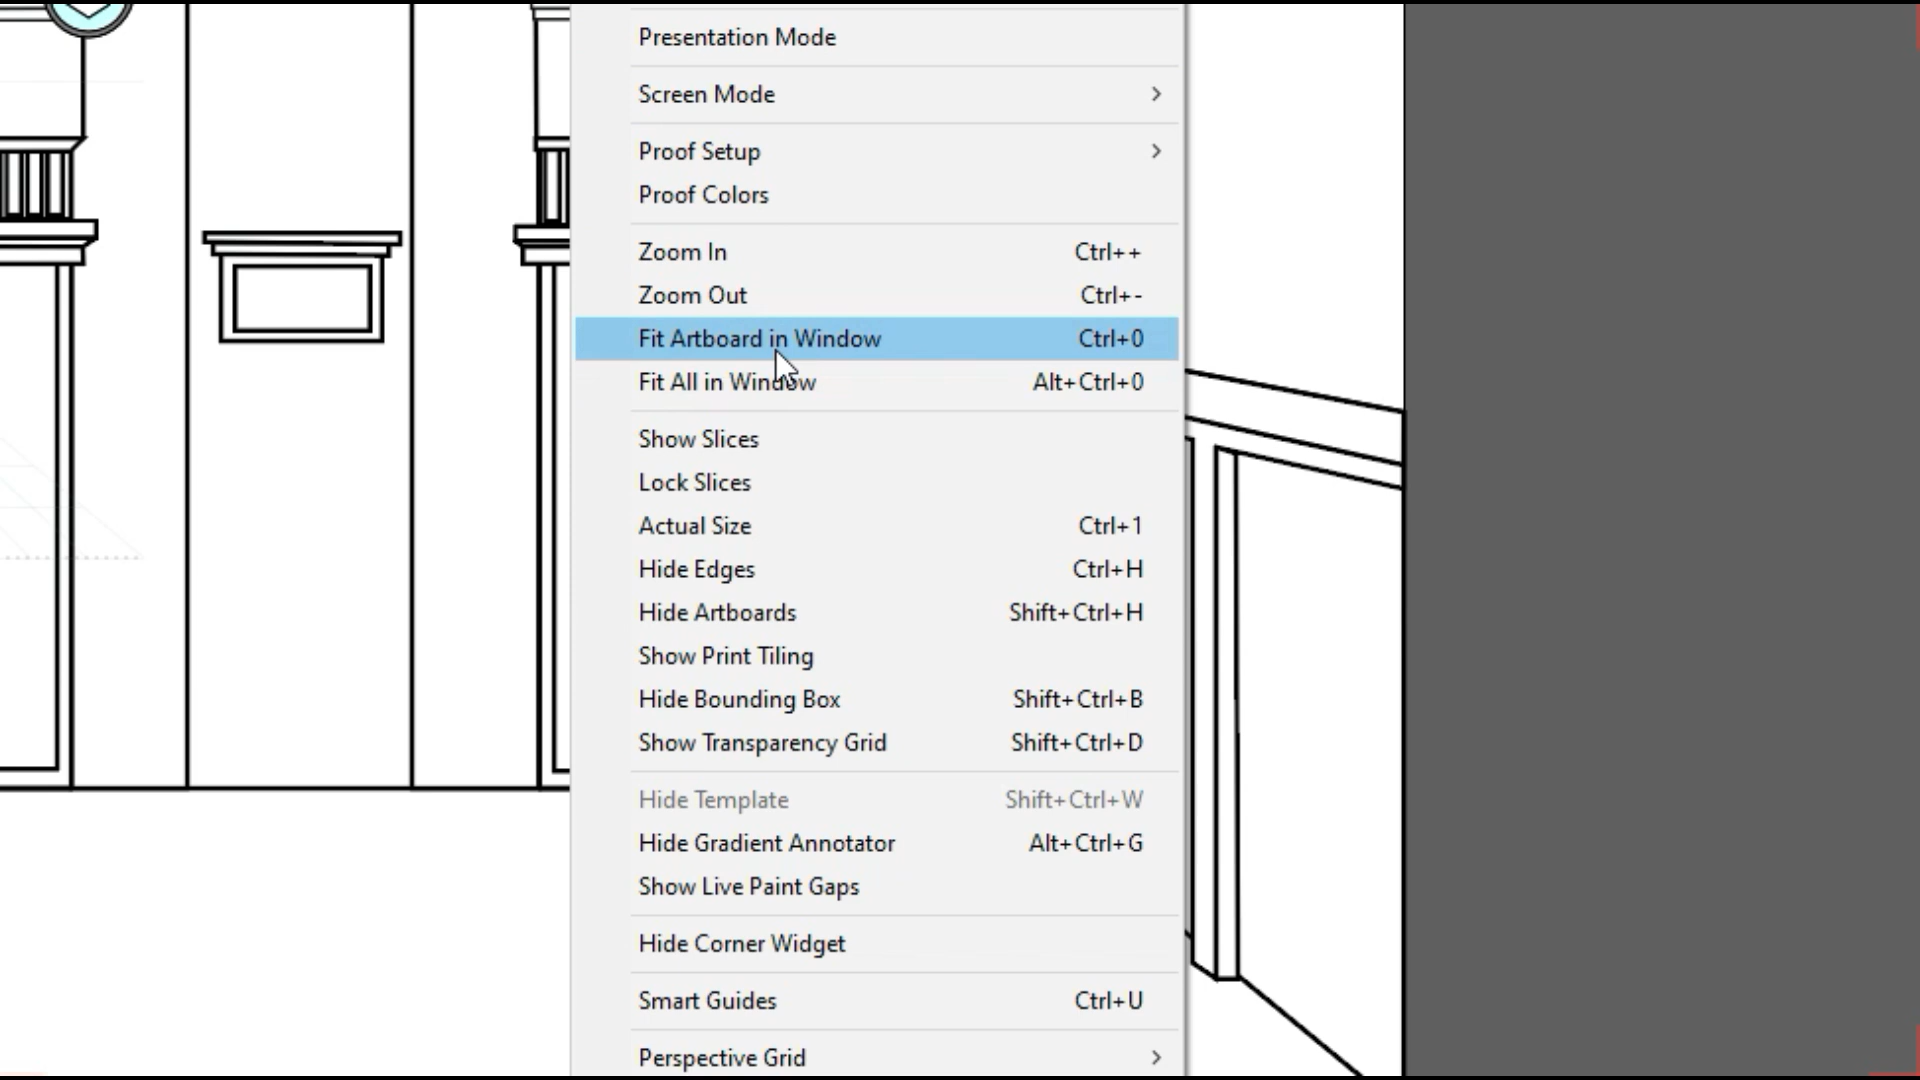 Presentation Mode
Screen Mode
Proof Setup
Proof Colors
Zoom In Ctrl++
Zoom Out Ctrl+-
Fit Artboard in Window Ctrl+0
Fit All in Window Alt+Ctrl+0
Show Slices
Lock Slices
Actual Size Ctrl+1
Hide Edges Ctrl+H
Hide Artboards Shift+Ctrl+H
Show Print Tiling
Hide Bounding Box Shift+Ctrl+B
Show Transparency Grid Shift+Ctrl+D
Hide Template Shift+Ctrl+W
Hide Gradient Annotator Alt+Ctrl+G
Show Live Paint Gaps
Hide Corner Widget
Smart Guides Ctrl+U
Perspective Grid